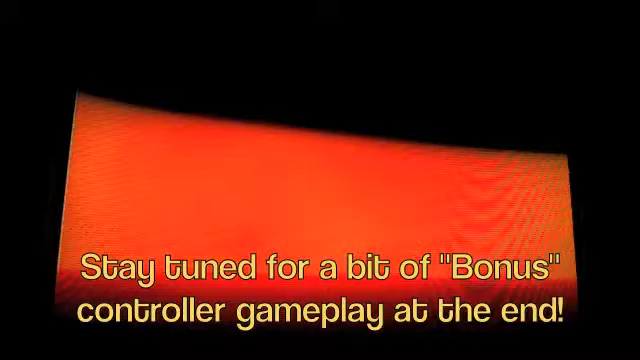 Stay tuned for a bit of "Bonus"
controller gameplay at the end!